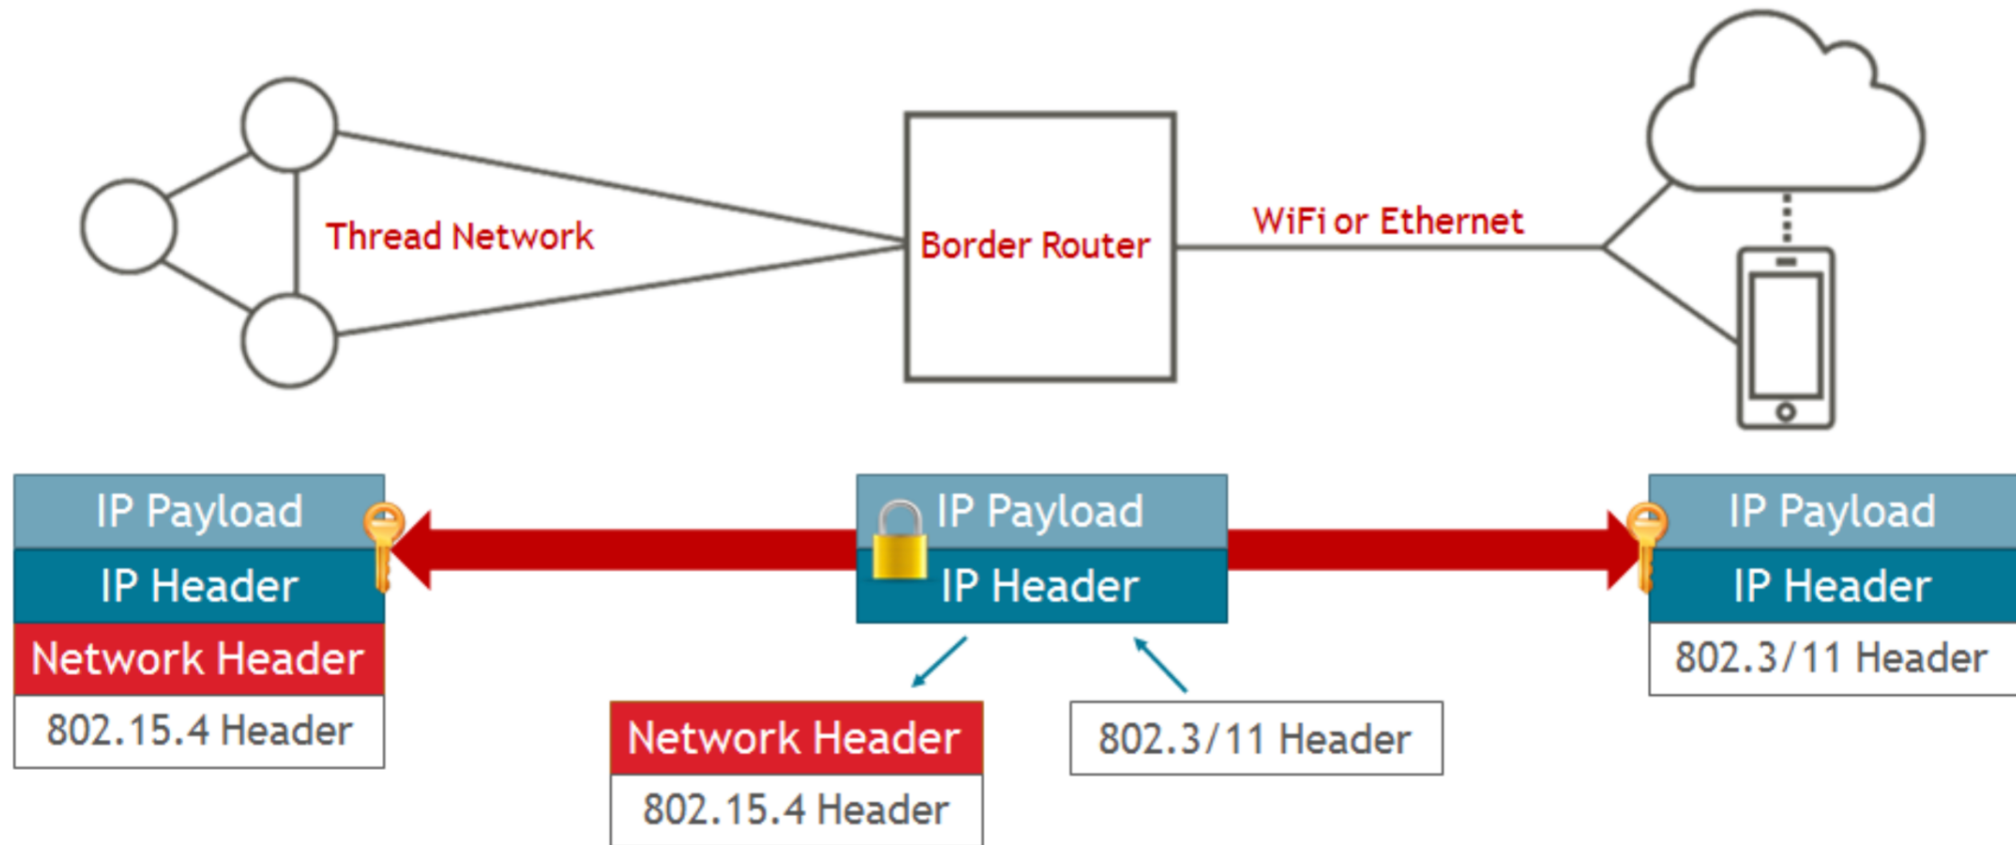 Thread Network
Border Router
WiFi or Ethernet
IP Payload
IP Header
Network Header
802.15.4 Header
IP Payload
IP Header
Network Header
802.15.4 Header
802.3/11 Header
IP Payload
IP Header
802.3/11 Header